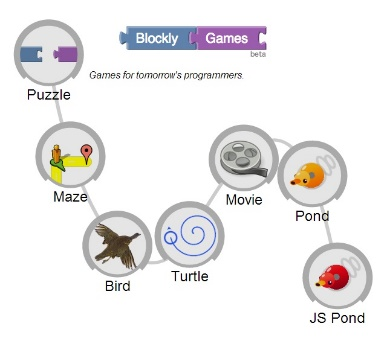 Blockly Games
beta
Games for tomorrow's programmers.
Puzzle
Maze
Bird
Turtle
Movie
Pond
JS Pond